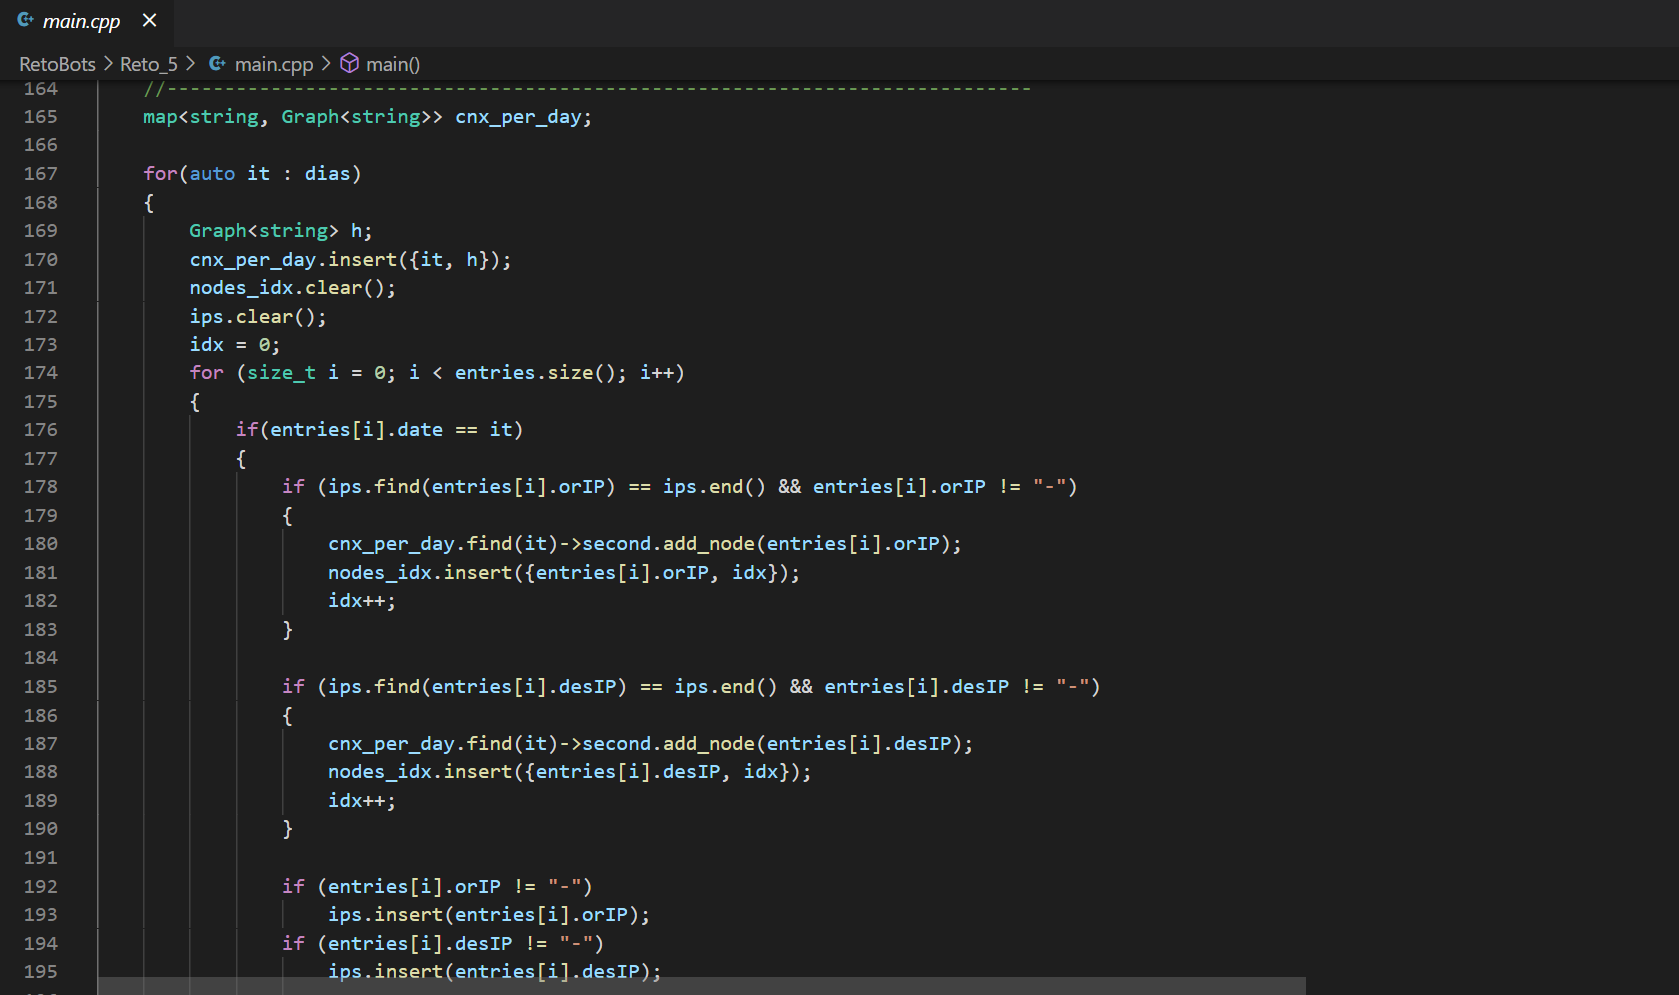 main.cpp ×
RetoBots > Reto_5 > main.cpp > main()
164 //---------------------------------------------------------------------------
165 map<string, Graph<string>> cnx_per_day;
166
167 for(auto it : dias)
168 {
169 Graph<string> h;
170 cnx_per_day.insert({it, h});
171 nodes_idx.clear();
172 ips.clear();
173 idx = 0;
174 for (size_t i = 0; i < entries.size(); i++)
175 {
176 if(entries[i].date == it)
177 {
178 if (ips.find(entries[i].orIP) == ips.end() && entries[i].orIP != "-")
179 {
180 cnx_per_day.find(it)->second.add_node(entries[i].orIP);
181 nodes_idx.insert({entries[i].orIP, idx});
182 idx++;
183 }
184
185 if (ips.find(entries[i].desIP) == ips.end() && entries[i].desIP != "-")
186 {
187 cnx_per_day.find(it)->second.add_node(entries[i].desIP);
188 nodes_idx.insert({entries[i].desIP, idx});
189 idx++;
190 }
191
192 if (entries[i].orIP != "-")
193 ips.insert(entries[i].orIP);
194 if (entries[i].desIP != "-")
195 ips.insert(entries[i].desIP);